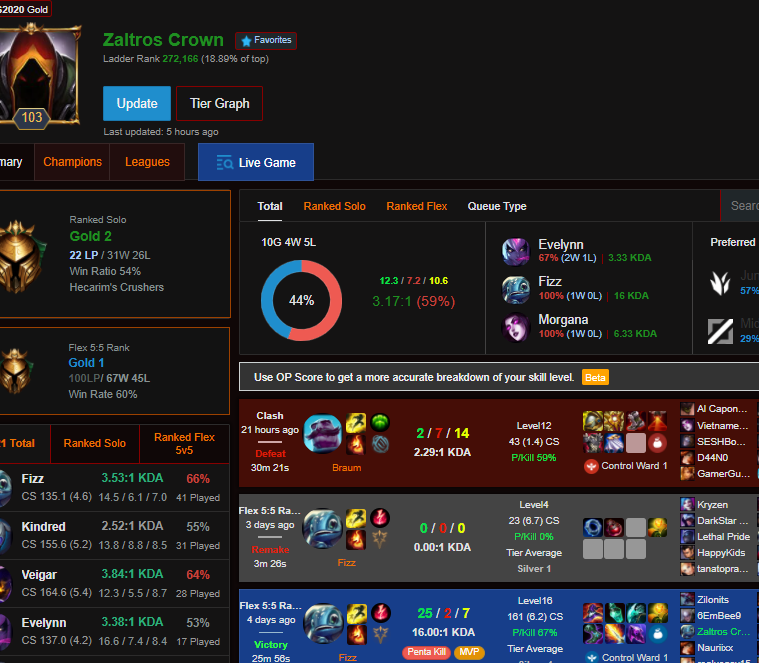 S2020 Gold
103
Zaltros Crown
Favorites
Ladder Rank 272,166 (18.89% of top)
Update
Tier Graph
Last updated: 5 hours ago
mary
Champions
Leagues
Live Game
Ranked Solo
Gold 2
22 LP / 31W 26L
Win Ratio 54%
Hecarim's Crushers
Flex 5:5 Rank
Gold 1
100LP/ 67W 45L
Win Rate 60%
1 Total
Ranked Solo
Ranked Flex
5v5
Fizz 3.53:1 KDA 66%
CS 135.1 (4.6) 14.5 / 6.1 / 7.0 41 Played
Kindred 2.52:1 KDA 55%
CS 155.6 (5.2) 13.8 / 8.8 / 8.5 31 Played
Veigar 3.84:1 KDA 64%
CS 164.6 (5.4) 12.3 / 5.5 / 8.7 28 Played
Evelynn 3.38:1 KDA 53%
CS 137.0 (4.2) 16.6 / 7.4 / 8.4 17 Played
Total
Ranked Solo
Ranked Flex
Queue Type
Sear
10G 4W 5L
44%
12.3 / 7.2 / 10.6
3.17:1 (59%)
Evelynn
67% (2W 1L) | 3.33 KDA
Fizz
100% (1W 0L) | 16 KDA
Morgana
100% (1W 0L) | 6.33 KDA
Preferred
Jun
57%
Mid
29%
Use OP Score to get a more accurate breakdown of your skill level.
Beta
Clash
21 hours ago
Defeat
30m 21s
Braum
2 / 7 / 14
2.29:1 KDA
Level12
43 (1.4) CS
P/Kill 59%
Control Ward 1
Al Capon...
Vietname...
SESHBo...
D44N0
GamerGu...
Flex 5:5 Ra...
3 days ago
Remake
3m 26s
Fizz
0 / 0 / 0
0.00:1 KDA
Level4
23 (6.7) CS
P/Kill 0%
Tier Average
Silver 1
Kryzen
DarkStar ...
Lethal Pride
HappyKids
tanatopra...
Flex 5:5 Ra...
4 days ago
Victory
25m 56s
Fizz
25 / 2 / 7
16.00:1 KDA
Penta Kill
MVP
Level16
161 (6.2) CS
P/Kill 67%
Tier Average
Control Ward 1
Zilonits
6EmBee9
Zaltros Cr...
Nauriixx